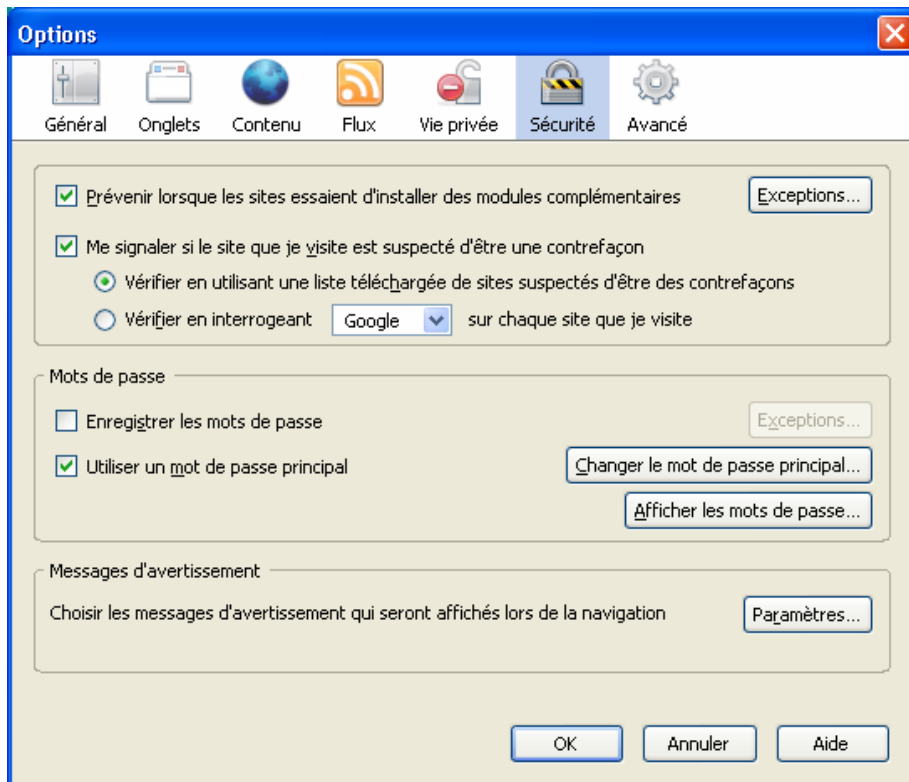 Options
Général Onglets Contenu Flux Vie privée Sécurité Avancé
Prévenir lorsque les sites essaient d'installer des modules complémentaires Exceptions...
Me signaler si le site que je visite est suspecté d'être une contrefaçon
Vérifier en utilisant une liste téléchargée de sites suspectés d'être des contrefaçons
Vérifier en interrogeant Google sur chaque site que je visite
Mots de passe
Enregistrer les mots de passe Exceptions...
Utiliser un mot de passe principal Changer le mot de passe principal...
Afficher les mots de passe...
Messages d'avertissement
Choisir les messages d'avertissement qui seront affichés lors de la navigation Paramètres...
OK Annuler Aide